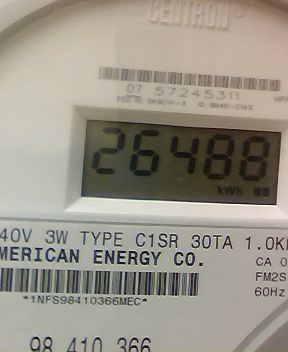 CENTRON
07 57245311
26488
kWh
40V 3W TYPE C1SR 30TA 1.0K
MERICAN ENERGY CO.
CA 0
FM2S
60Hz
*1NFS98410366MEC*
98 410 366